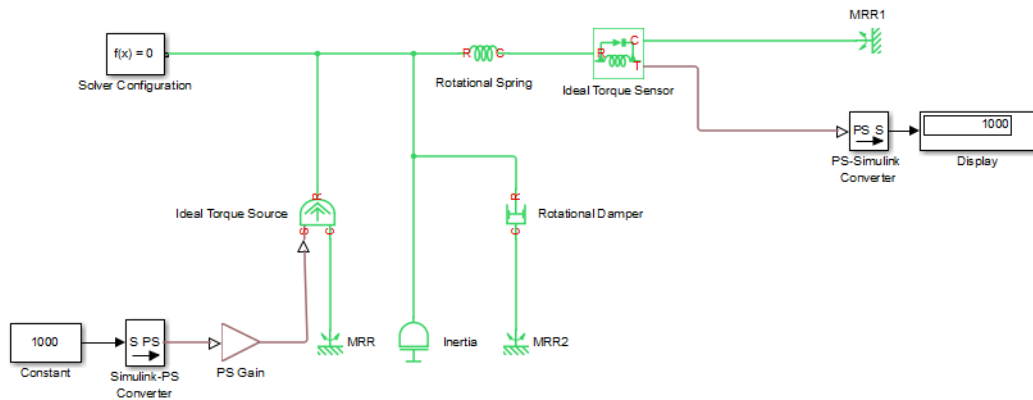 MRR1
f(x) = 0
R C
R C T
Solver Configuration
Rotational Spring
Ideal Torque Sensor
PS S
1000
PS-Simulink
Converter
Display
R
Ideal Torque Source
S C
R
Rotational Damper
C
1000
S PS
Constant
Simulink-PS
Converter
PS Gain
MRR
Inertia
MRR2